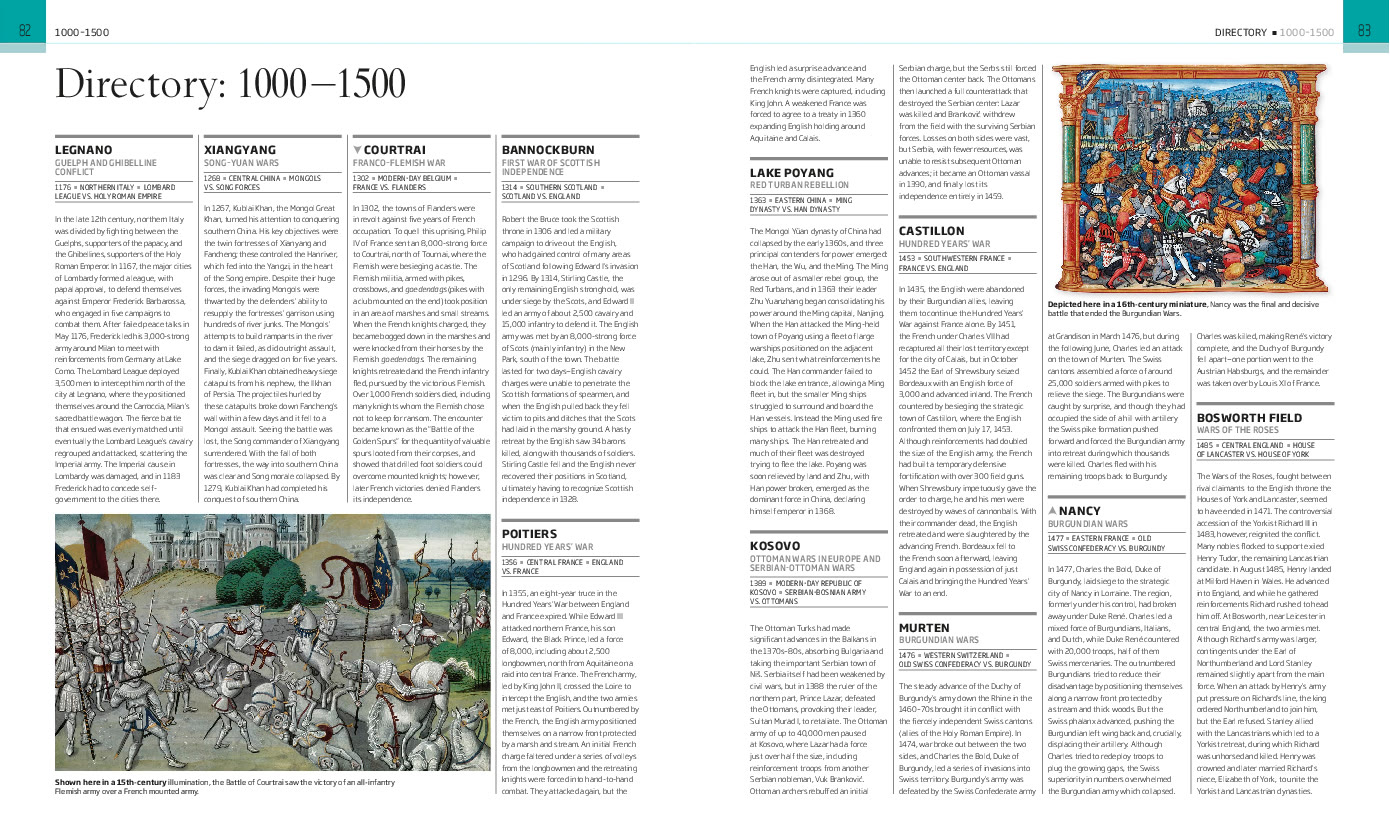 82
1000–1500
DIRECTORY ■ 1000–1500
83
Directory: 1000–1500
LEGNANO
GUELPH AND GHIBELLINE
CONFLICT
1176 ■ NORTHERN ITALY ■ LOMBARD
LEAGUE VS. HOLY ROMAN EMPIRE
In the late 12th century, northern Italy
was divided by fighting between the
Guelphs, supporters of the papacy, and
the Ghibelines, supporters of the Holy
Roman Emperor. In 1167, the major cities
of Lombardy formed a league, with
papal approval, to defend themselves
against Emperor Frederick Barbarossa,
who engaged in five campaigns to
combat them. After failed peace talks in
May 1176, Frederick led his 3,000-strong
army around Milan to meet with
reinforcements from Germany at Lake
Como. The Lombard League deployed
3,500 men to intercept him north of the
city at Legnano, where they positioned
themselves around the Carroccia, Milan's
sacred battle wagon. The fierce battle
that ensued was evenly matched until
eventually the Lombard League's cavalry
regrouped and attacked, scattering the
Imperial army. The Imperial cause in
Lombardy was damaged, and in 1183
Frederick had to concede self-
government to the cities there.
XIANGYANG
SONG–YUAN WARS
1268 ■ CENTRAL CHINA ■ MONGOLS
VS. SONG FORCES
In 1267, Kublai Khan, the Mongol Great
Khan, turned his attention to conquering
southern China. His key objectives were
the twin fortresses of Xianyang and
Fancheng; these controlled the Han river,
which fed into the Yangzi, in the heart
of the Song empire. Despite their huge
forces, the invading Mongols were
thwarted by the defenders' ability to
resupply the fortresses' garrison using
hundreds of river junks. The Mongols'
attempts to build ramparts in the river
to dam it failed, as did outright assault,
and the siege dragged on for five years.
Finally, Kublai Khan obtained heavy siege
catapults from his nephew, the Ilkhan
of Persia. The projectiles hurled by
these catapults broke down Fancheng's
wall within a few days and it fell to a
Mongol assault. Seeing the battle was
lost, the Song commander of Xiangyang
surrendered. With the fall of both
fortresses, the way into southern China
was clear and Song morale collapsed. By
1279, Kublai Khan had completed his
conquest of southern China.
▼ COURTRAI
FRANCO–FLEMISH WAR
1302 ■ MODERN-DAY BELGIUM ■
FRANCE VS. FLANDERS
In 1302, the towns of Flanders were
in revolt against five years of French
occupation. To quell this uprising, Philip
IV of France sent an 8,000-strong force
to Courtrai, north of Tournai, where the
Flemish were besieging a castle. The
Flemish militia, armed with pikes,
crossbows, and goedendags (pikes with
a club mounted on the end) took position
in an area of marshes and small streams.
When the French knights charged, they
became bogged down in the marshes and
were knocked from their horses by the
Flemish goedendags. The remaining
knights retreated and the French infantry
fled, pursued by the victorious Flemish.
Over 1,000 French soldiers died, including
many knights whom the Flemish chose
not to keep for ransom. The encounter
became known as the "Battle of the
Golden Spurs" for the quantity of valuable
spurs looted from their corpses, and
showed that drilled foot soldiers could
overcome mounted knights; however,
later French victories denied Flanders
its independence.
Shown here in a 15th-century illumination, the Battle of Courtrai saw the victory of an all-infantry
Flemish army over a French mounted army.
BANNOCKBURN
FIRST WAR OF SCOTTISH
INDEPENDENCE
1314 ■ SOUTHERN SCOTLAND ■
SCOTLAND VS. ENGLAND
Robert the Bruce took the Scottish
throne in 1306 and led a military
campaign to drive out the English,
who had gained control of many areas
of Scotland following Edward I's invasion
in 1296. By 1314, Stirling Castle, the
only remaining English stronghold, was
under siege by the Scots, and Edward II
led an army of about 2,500 cavalry and
15,000 infantry to defend it. The English
army was met by an 8,000-strong force
of Scots (mainly infantry) in the New
Park, south of the town. The battle
lasted for two days–English cavalry
charges were unable to penetrate the
Scottish formations of spearmen, and
when the English pulled back they fell
victim to pits and ditches that the Scots
had laid in the marshy ground. A hasty
retreat by the English saw 34 barons
killed, along with thousands of soldiers.
Stirling Castle fell and the English never
recovered their positions in Scotland,
ultimately having to recognize Scottish
independence in 1328.
POITIERS
HUNDRED YEARS' WAR
1356 ■ CENTRAL FRANCE ■ ENGLAND
VS. FRANCE
In 1355, an eight-year truce in the
Hundred Years' War between England
and France expired. While Edward III
attacked northern France, his son
Edward, the Black Prince, led a force
of 8,000, including about 2,500
longbowmen, north from Aquitaine on a
raid into central France. The French army,
led by King John II, crossed the Loire to
intercept the English, and the two armies
met just east of Poitiers. Outnumbered by
the French, the English army positioned
themselves on a narrow front protected
by a marsh and stream. An initial French
charge faltered under a series of volleys
from the longbowmen and the retreating
knights were forced into hand-to-hand
combat. They attacked again, but the
English led a surprise advance and
the French army disintegrated. Many
French knights were captured, including
King John. A weakened France was
forced to agree to a treaty in 1360
expanding English holding around
Aquitaine and Calais.
LAKE POYANG
RED TURBAN REBELLION
1363 ■ EASTERN CHINA ■ MING
DYNASTY VS. HAN DYNASTY
The Mongol Yüan dynasty of China had
collapsed by the early 1360s, and three
principal contenders for power emerged:
the Han, the Wu, and the Ming. The Ming
arose out of a smaller rebel group, the
Red Turbans, and in 1363 their leader
Zhu Yuanzhang began consolidating his
power around the Ming capital, Nanjing.
When the Han attacked the Ming-held
town of Poyang using a fleet of large
warships positioned on the adjacent
lake, Zhu sent what reinforcements he
could. The Han commander failed to
block the lake entrance, allowing a Ming
fleet in, but the smaller Ming ships
struggled to surround and board the
Han vessels. Instead the Ming used fire
ships to attack the Han fleet, burning
many ships. The Han retreated and
much of their fleet was destroyed
trying to flee the lake. Poyang was
soon relieved by land and Zhu, with
Han power broken, emerged as the
dominant force in China, declaring
himself emperor in 1368.
KOSOVO
OTTOMAN WARS IN EUROPE AND
SERBIAN-OTTOMAN WARS
1389 ■ MODERN-DAY REPUBLIC OF
KOSOVO ■ SERBIAN-BOSNIAN ARMY
VS. OTTOMANS
The Ottoman Turks had made
significant advances in the Balkans in
the 1370s–80s, absorbing Bulgaria and
taking the important Serbian town of
Niš. Serbia itself had been weakened by
civil wars, but in 1388 the ruler of the
northern part, Prince Lazar, defeated
the Ottomans, provoking their leader,
Sultan Murad I, to retaliate. The Ottoman
army of up to 40,000 men paused
at Kosovo, where Lazar had a force
just over half the size, including
reinforcement troops from another
Serbian nobleman, Vuk Branković.
Ottoman archers rebuffed an initial
Serbian charge, but the Serbs still forced
the Ottoman center back. The Ottomans
then launched a full counterattack that
destroyed the Serbian center: Lazar
was killed and Branković withdrew
from the field with the surviving Serbian
forces. Losses on both sides were vast,
but Serbia, with fewer resources, was
unable to resist subsequent Ottoman
advances; it became an Ottoman vassal
in 1390, and finally lost its
independence entirely in 1459.
CASTILLON
HUNDRED YEARS' WAR
1453 ■ SOUTHWESTERN FRANCE ■
FRANCE VS. ENGLAND
In 1435, the English were abandoned
by their Burgundian allies, leaving
them to continue the Hundred Years'
War against France alone. By 1451,
the French under Charles VII had
recaptured all their lost territory except
for the city of Calais, but in October
1452 the Earl of Shrewsbury seized
Bordeaux with an English force of
3,000 and advanced inland. The French
countered by besieging the strategic
town of Castillon, where the English
confronted them on July 17, 1453.
Although reinforcements had doubled
the size of the English army, the French
had built a temporary defensive
fortification with over 300 field guns.
When Shrewsbury impetuously gave the
order to charge, he and his men were
destroyed by waves of cannonballs. With
their commander dead, the English
retreated and were slaughtered by the
advancing French. Bordeaux fell to
the French soon afterward, leaving
England again in possession of just
Calais and bringing the Hundred Years'
War to an end.
MURTEN
BURGUNDIAN WARS
1476 ■ WESTERN SWITZERLAND ■
OLD SWISS CONFEDERACY VS. BURGUNDY
The steady advance of the Duchy of
Burgundy's army down the Rhine in the
1460–70s brought it in conflict with
the fiercely independent Swiss cantons
(allies of the Holy Roman Empire). In
1474, war broke out between the two
sides, and Charles the Bold, Duke of
Burgundy, led a series of invasions into
Swiss territory. Burgundy's army was
defeated by the Swiss Confederate army
Depicted here in a 16th-century miniature, Nancy was the final and decisive
battle that ended the Burgundian Wars.
at Grandison in March 1476, but during
the following June, Charles led an attack
on the town of Murten. The Swiss
cantons assembled a force of around
25,000 soldiers armed with pikes to
relieve the siege. The Burgundians were
caught by surprise, and though they had
occupied the side of a hill with artillery
the Swiss pike formation pushed
forward and forced the Burgundian army
into retreat during which thousands
were killed. Charles fled with his
remaining troops back to Burgundy.
▲ NANCY
BURGUNDIAN WARS
1477 ■ EASTERN FRANCE ■ OLD
SWISS CONFEDERACY VS. BURGUNDY
In 1477, Charles the Bold, Duke of
Burgundy, laid siege to the strategic
city of Nancy in Lorraine. The region,
formerly under his control, had broken
away under Duke René. Charles led a
mixed force of Burgundians, Italians,
and Dutch, while Duke René countered
with 20,000 troops, half of them
Swiss mercenaries. The outnumbered
Burgundians tried to reduce their
disadvantage by positioning themselves
along a narrow front protected by
a stream and thick woods. But the
Swiss phalanx advanced, pushing the
Burgundian left wing back and, crucially,
displacing their artillery. Although
Charles tried to redeploy troops to
plug the growing gaps, the Swiss
superiority in numbers overwhelmed
the Burgundian army which collapsed.
Charles was killed, making René's victory
complete, and the Duchy of Burgundy
fell apart–one portion went to the
Austrian Habsburgs, and the remainder
was taken over by Louis XI of France.
BOSWORTH FIELD
WARS OF THE ROSES
1485 ■ CENTRAL ENGLAND ■ HOUSE
OF LANCASTER VS. HOUSE OF YORK
The Wars of the Roses, fought between
rival claimants to the English throne the
Houses of York and Lancaster, seemed
to have ended in 1471. The controversial
accession of the Yorkist Richard III in
1483, however, reignited the conflict.
Many nobles flocked to support exiled
Henry Tudor, the remaining Lancastrian
candidate. In August 1485, Henry landed
at Milford Haven in Wales. He advanced
into England, and while he gathered
reinforcements Richard rushed to head
him off. At Bosworth, near Leicester in
central England, the two armies met.
Although Richard's army was larger,
contingents under the Earl of
Northumberland and Lord Stanley
remained slightly apart from the main
force. When an attack by Henry's army
put pressure on Richard's line, the king
ordered Northumberland to join him,
but the Earl refused. Stanley allied
with the Lancastrians which led to a
Yorkist retreat, during which Richard
was unhorsed and killed. Henry was
crowned and later married Richard's
niece, Elizabeth of York, to unite the
Yorkist and Lancastrian dynasties.